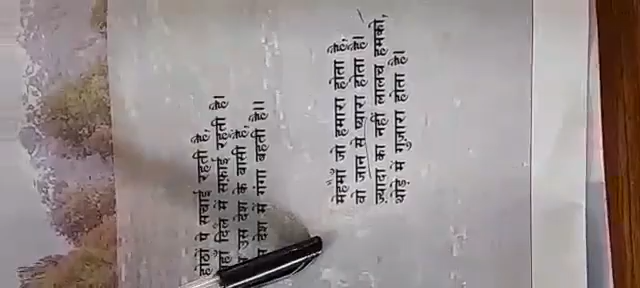 होठों पे सच्चाई रहती है,
दिल में सफ़ाई रहती है।
उस देश के वासी हैं,
देश में गंगा बहती है।।
मेहमाँ जो हमारा होता है,
वो जान से प्यारा होता है।
ज़्यादा का नहीं लालच हमको,
थोड़े में गुज़ारा होता है।